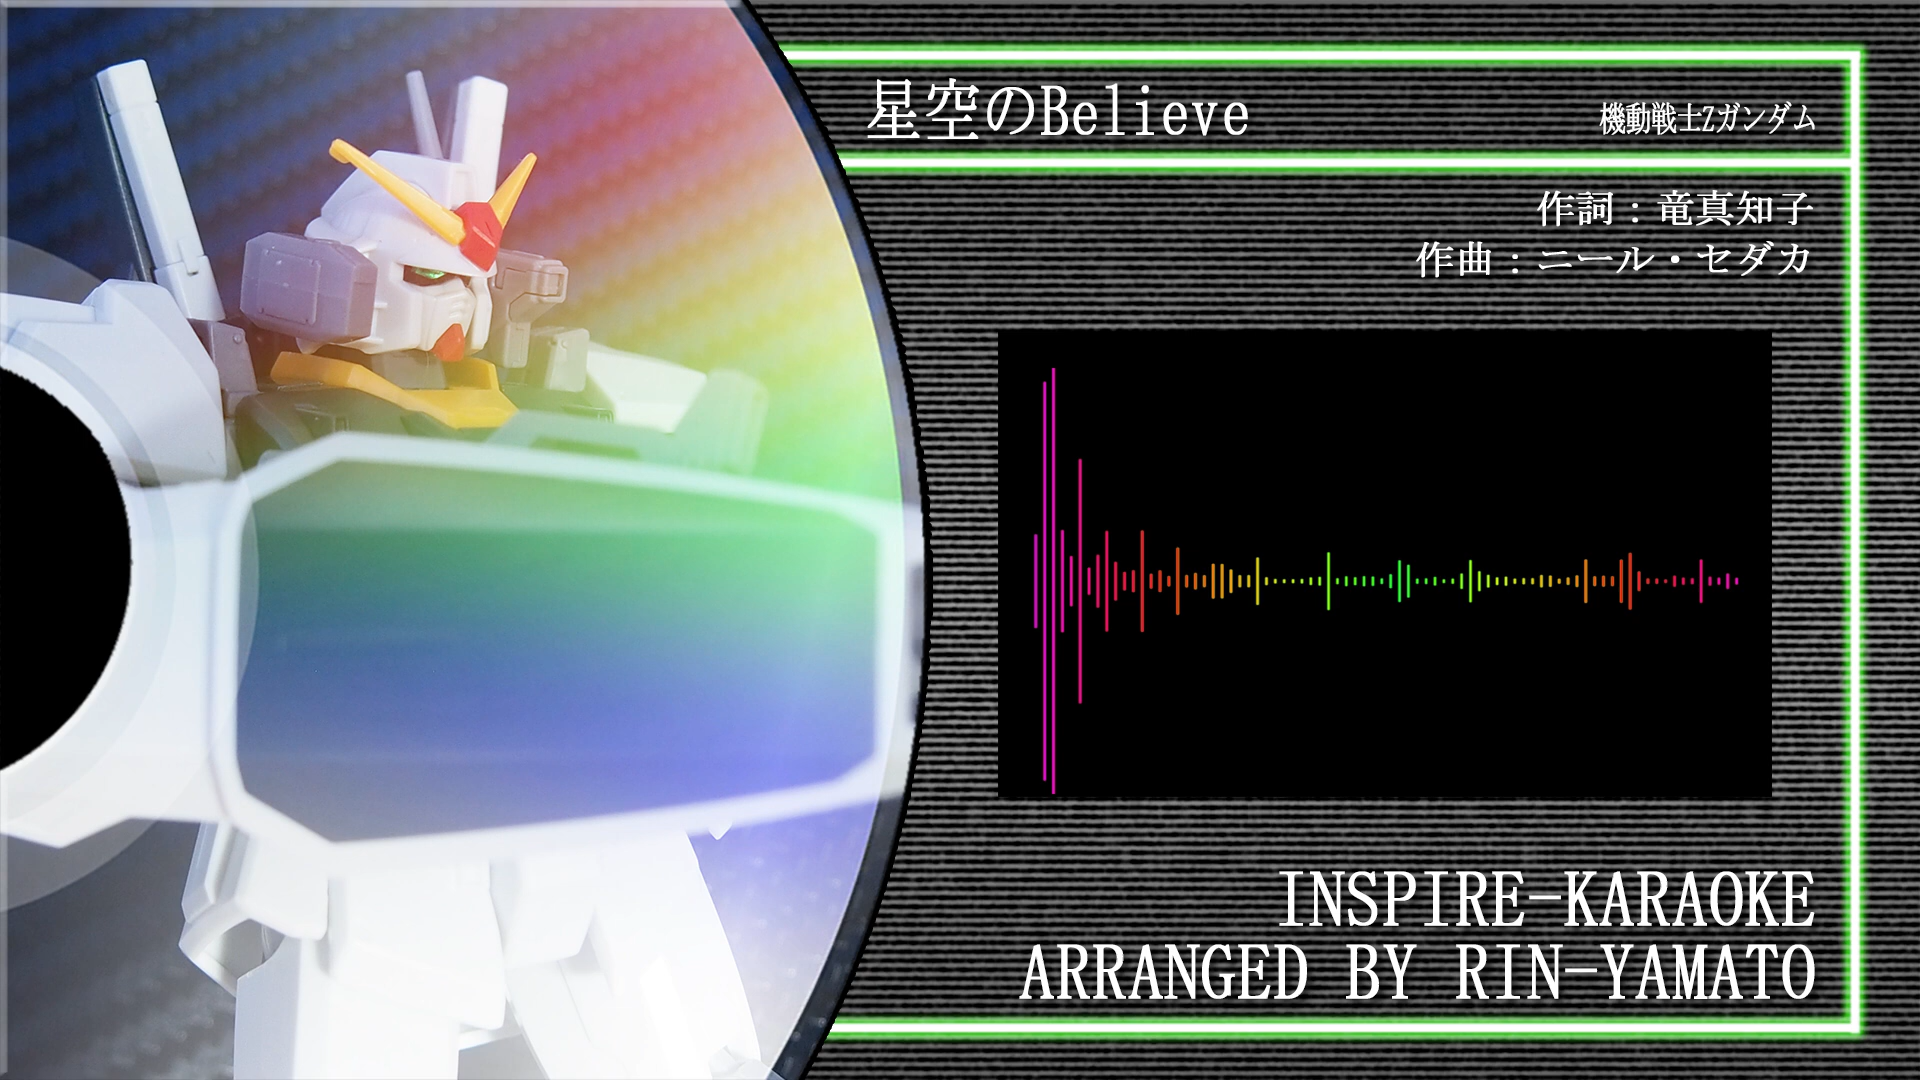 星空のBelieve
機動戦士Zガンダム
作詞：竜真知子
作曲：ニール・セダカ
INSPIRE-KARAOKE
ARRANGED BY RIN-YAMATO